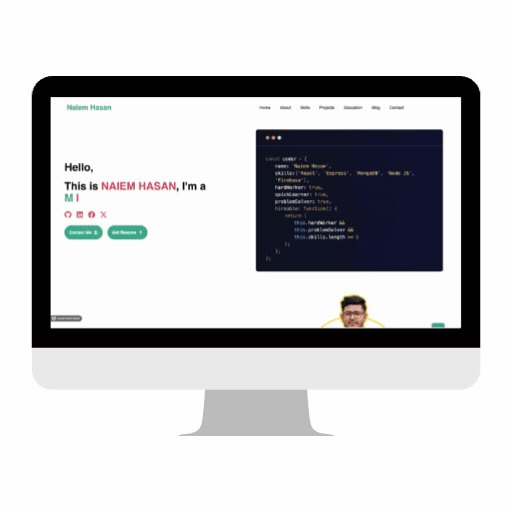 Naiem Hasan
Home About Skills Projects Education Blog Contact
Hello,
This is NAIEM HASAN, I'm a
M I
Contact Me
Get Resume
const coder = {
name: 'Naiem Hasan',
skills:['React', 'Express', 'MongoDB', 'Node JS',
'Firebase'],
hardWorker: true,
quickLearner: true,
problemSolver: true,
hireable: function() {
return (
this.hardWorker &&
this.problemSolver &&
this.skills.length >= 5
);
};
};